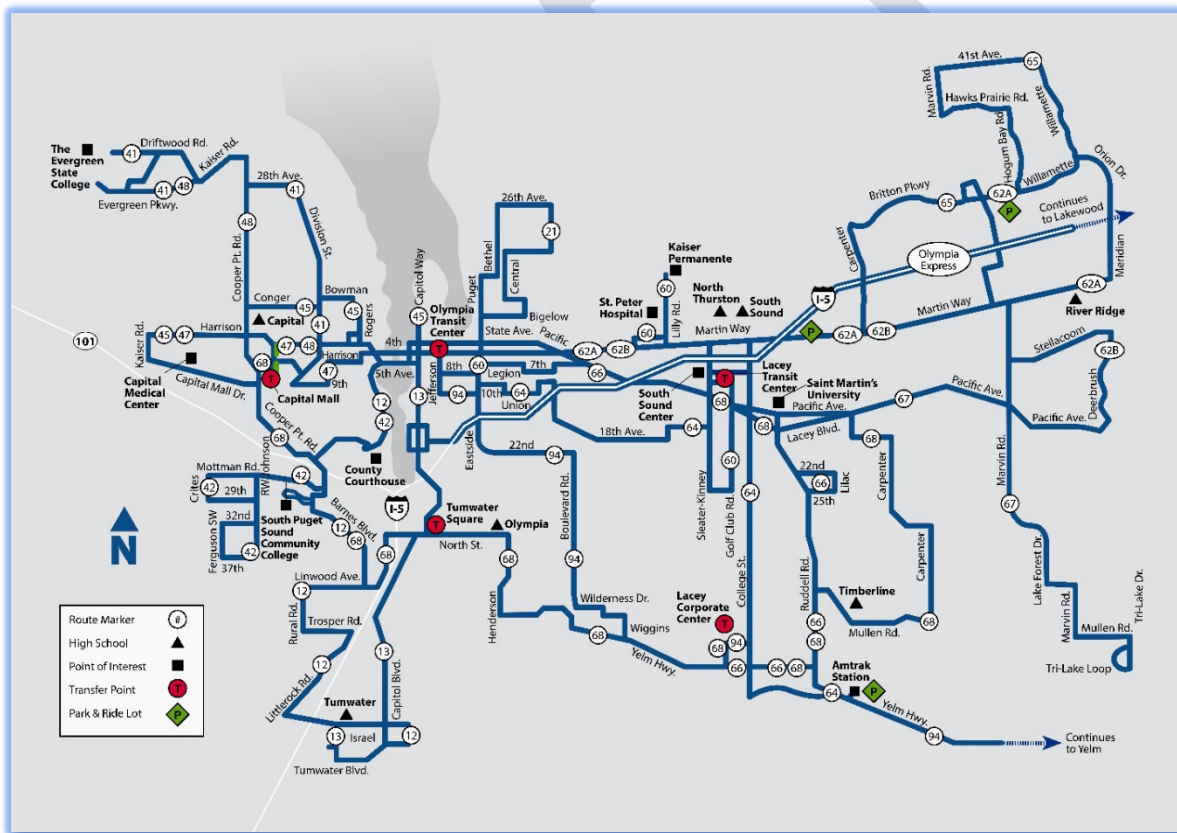 41st Ave.
65
Marvin Rd.
Hawks Prairie Rd.
Willamette
Hogum Bay Rd.
Orion Dr.
Willamette
62A
Britton Pkwy
65
Continues
to Lakewood
Carpenter
Olympia
Express
Meridian
I-5
Martin Way
62A
River Ridge
62A
62B
Stellacoom
62B
Deerbrush
Pacific Ave.
Pacific Ave.
67
Marvin Rd.
67
Lake Forest Dr.
Marvin Rd.
Mullen Rd.
Tri-Lake Dr.
Tri-Lake Loop
The
Evergreen
State
College
41
Driftwood Rd.
Kaiser Rd.
41
48
Evergreen Pkwy.
28th Ave.
41
48
Division St.
Cooper Pt. Rd.
Conger
45
Bowman
45
Rogers
Capital
41
Harrison
45
47
Kaiser Rd.
101
47
48
Harrison
47
9th
68
Capital Mall Dr.
Capital
Medical
Center
Capital Mall
T
4th
5th Ave.
12
42
Capitol Way
45
Olympia
Transit
Center
T
13
Jefferson
8th
94
10th
60
Legion
7th
64
Union
Eastside
26th Ave.
21
Bethel
Central
Puget
Bigelow
State Ave.
Pacific
62A
62B
66
Kaiser
Permanente
60
St. Peter
Hospital
60
Lilly Rd.
North
Thurston
South
Sound
Martin Way
P
P
South
Sound
Center
Lacey
Transit
Center
T
Saint Martin's
University
68
Pacific Ave.
68
Lacey Blvd.
18th Ave.
64
60
Sleater-Kinney
Golf Club Rd.
64
College St.
22nd
66
Lilac
25th
68
Carpenter
Carpenter
Ruddell Rd.
Timberline
Mullen Rd.
68
66
68
Cooper Pt. Rd.
68
County
Courthouse
Mottman Rd.
RW Johnson
42
Crites
42
29th
32nd
Ferguson SW
42
37th
South Puget
Sound
Community
College
Barnes Blvd.
12
68
I-5
Tumwater
Square
T
Olympia
North St.
68
22nd
94
Boulevard Rd.
94
68
Henderson
Wilderness Dr.
Wiggins
68
Yelm Hwy.
Lacey
Corporate
Center
T
68
94
66
66
68
Amtrak
Station
P
64
Yelm Hwy.
94
Continues
to Yelm
Linwood Ave.
12
Rural Rd.
Trosper Rd.
12
Littlerock Rd.
13
Capitol Blvd.
Tumwater
13
Israel
12
Tumwater Blvd.
N
Route Marker
#
High School
Point of Interest
Transfer Point
T
Park & Ride Lot
P